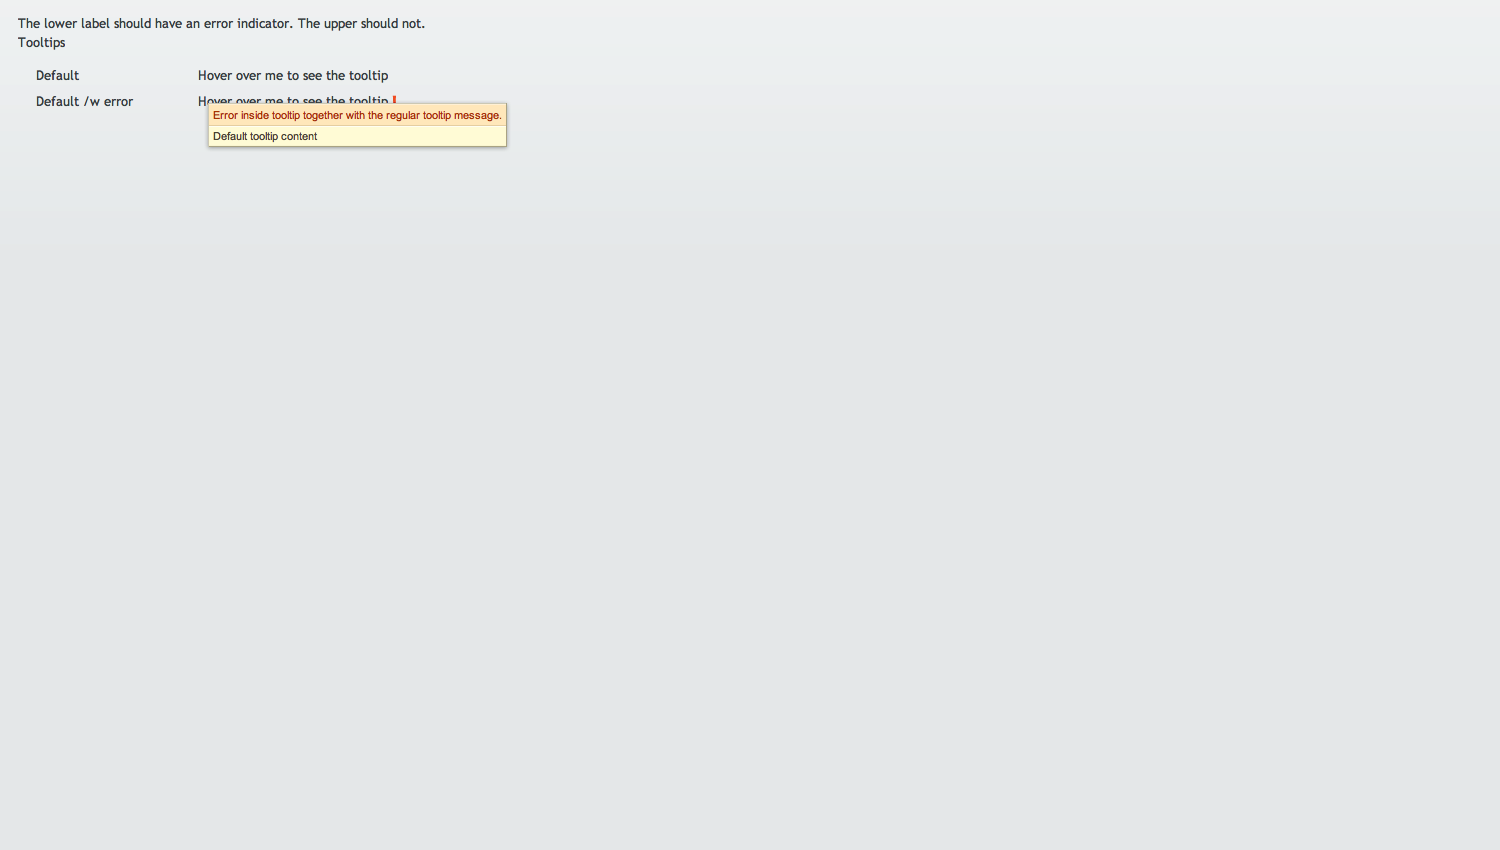 The lower label should have an error indicator. The upper should not.
Tooltips
Default
Hover over me to see the tooltip
Default /w error
Hover over me to see the tooltip
Error inside tooltip together with the regular tooltip message.
Default tooltip content